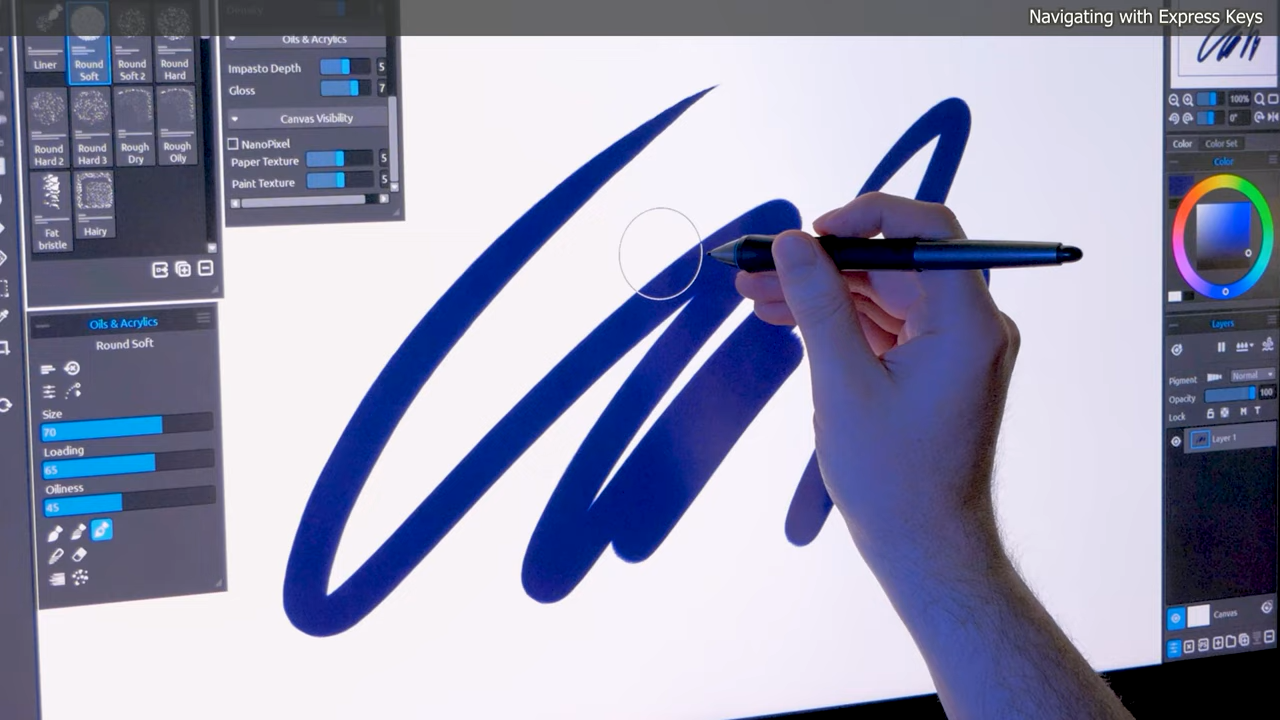 Navigating with Express Keys
Liner
Round Soft
Round Soft 2
Round Hard
Round Hard 2
Round Hard 3
Rough Dry
Rough Oily
Fat bristle
Hairy
Density
Oils & Acrylics
Impasto Depth 5
Gloss 7
Canvas Visibility
NanoPixel
Paper Texture 5
Paint Texture 5
Oils & Acrylics
Round Soft
Size
70
Loading
65
Oiliness
45
100%
0°
Color Color Set
Color
Layers
Pigment Normal
Opacity 100
Lock M T
Layer 1
Canvas